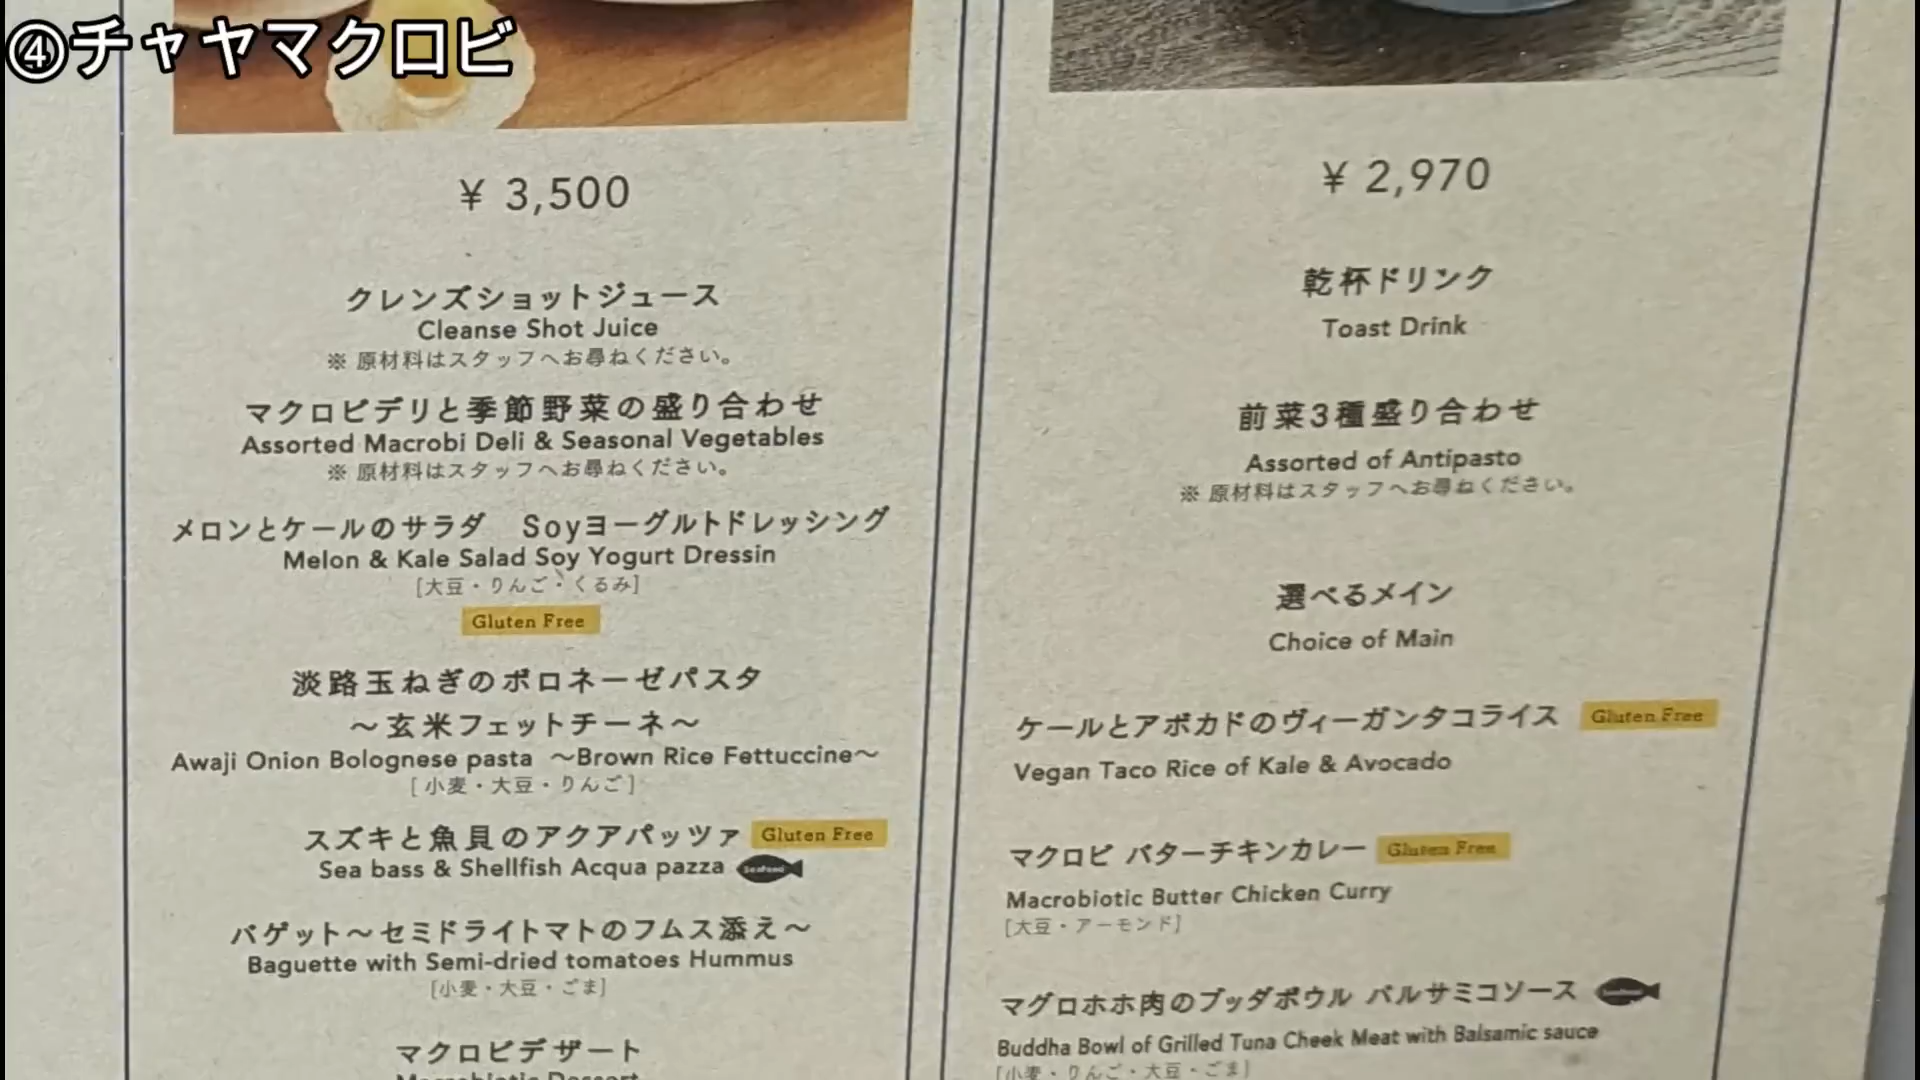 ④チャヤマクロビ
¥ 3,500
クレンズショットジュース
Cleanse Shot Juice
※ 原材料はスタッフへお尋ねください。
マクロビデリと季節野菜の盛り合わせ
Assorted Macrobi Deli & Seasonal Vegetables
※ 原材料はスタッフへお尋ねください。
メロンとケールのサラダ Soyヨーグルトドレッシング
Melon & Kale Salad Soy Yogurt Dressin
[大豆・りんご・くるみ]
Gluten Free
淡路玉ねぎのボロネーゼパスタ
～玄米フェットチーネ～
Awaji Onion Bolognese pasta ～Brown Rice Fettuccine～
[小麦・大豆・りんご]
スズキと魚貝のアクアパッツァ Gluten Free
Sea bass & Shellfish Acqua pazza Seafood
バゲット～セミドライトマトのフムス添え～
Baguette with Semi-dried tomatoes Hummus
[小麦・大豆・ごま]
マクロビデザート
Macrobiotic Dessert
¥ 2,970
乾杯ドリンク
Toast Drink
前菜3種盛り合わせ
Assorted of Antipasto
※ 原材料はスタッフへお尋ねください。
選べるメイン
Choice of Main
ケールとアボカドのヴィーガンタコライス Gluten Free
Vegan Taco Rice of Kale & Avocado
マクロビ バターチキンカレー Gluten Free
Macrobiotic Butter Chicken Curry
[大豆・アーモンド]
マグロホホ肉のブッダボウル バルサミコソース
Buddha Bowl of Grilled Tuna Cheek Meat with Balsamic sauce
[小麦・りんご・大豆・ごま]